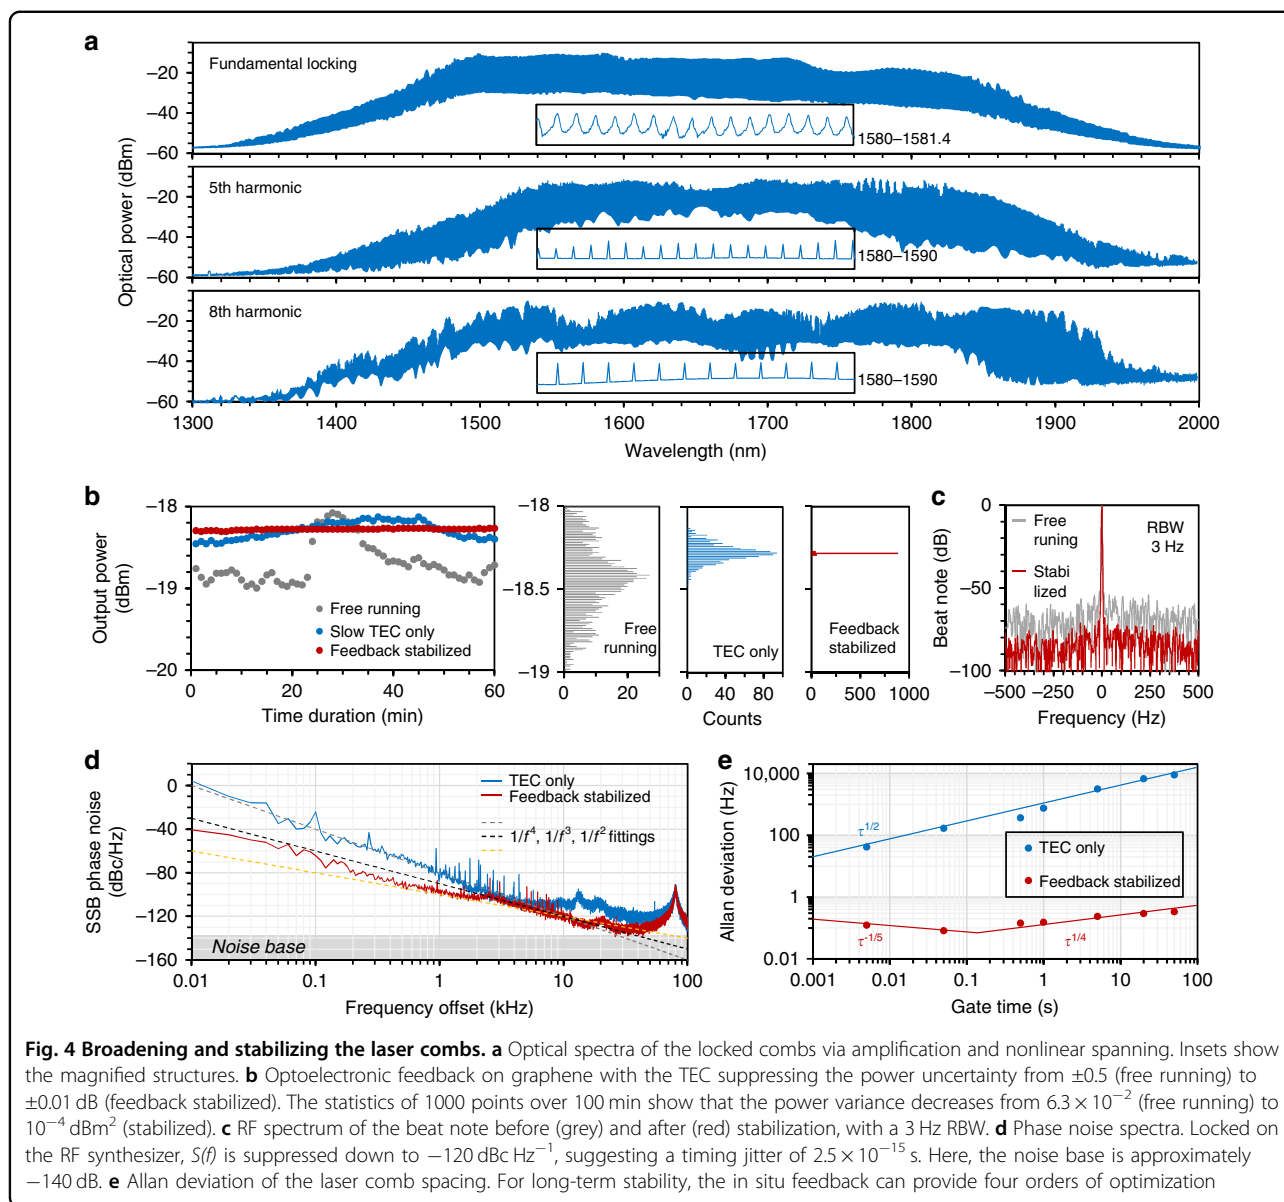 a
Fundamental locking
−20
−40
−60
1580–1581.4
5th harmonic
−20
−40
−60
1580–1590
8th harmonic
−20
−40
−60
1580–1590
Optical power (dBm)
1300 1400 1500 1600 1700 1800 1900 2000
Wavelength (nm)
b
−18
−19
−20
Output power
(dBm)
Free running
Slow TEC only
Feedback stabilized
0 20 40 60
Time duration (min)
−18
−18.5
−19
Free
running
0 20
TEC only
0 40 80
Feedback
stabilized
0 500 1000
Counts
c
0
−50
−100
Beat note (dB)
Free
runing
Stabi
lized
RBW
3 Hz
−500 −250 0 250 500
Frequency (Hz)
d
0
−40
−80
−120
−160
SSB phase noise
(dBc/Hz)
TEC only
Feedback stabilized
1/f⁴, 1/f³, 1/f² fittings
Noise base
0.01 0.1 1 10 100
Frequency offset (kHz)
e
10,000
100
1
0.01
Allan deviation (Hz)
τ^1/2
TEC only
Feedback stabilized
τ^-1/5
τ^1/4
0.001 0.01 0.1 1 10 100
Gate time (s)
Fig. 4 Broadening and stabilizing the laser combs. a Optical spectra of the locked combs via amplification and nonlinear spanning. Insets show
the magnified structures. b Optoelectronic feedback on graphene with the TEC suppressing the power uncertainty from ±0.5 (free running) to
±0.01 dB (feedback stabilized). The statistics of 1000 points over 100 min show that the power variance decreases from 6.3 × 10⁻² (free running) to
10⁻⁴ dBm² (stabilized). c RF spectrum of the beat note before (grey) and after (red) stabilization, with a 3 Hz RBW. d Phase noise spectra. Locked on
the RF synthesizer, S(f) is suppressed down to −120 dBc Hz⁻¹, suggesting a timing jitter of 2.5 × 10⁻¹⁵ s. Here, the noise base is approximately
−140 dB. e Allan deviation of the laser comb spacing. For long-term stability, the in situ feedback can provide four orders of optimization